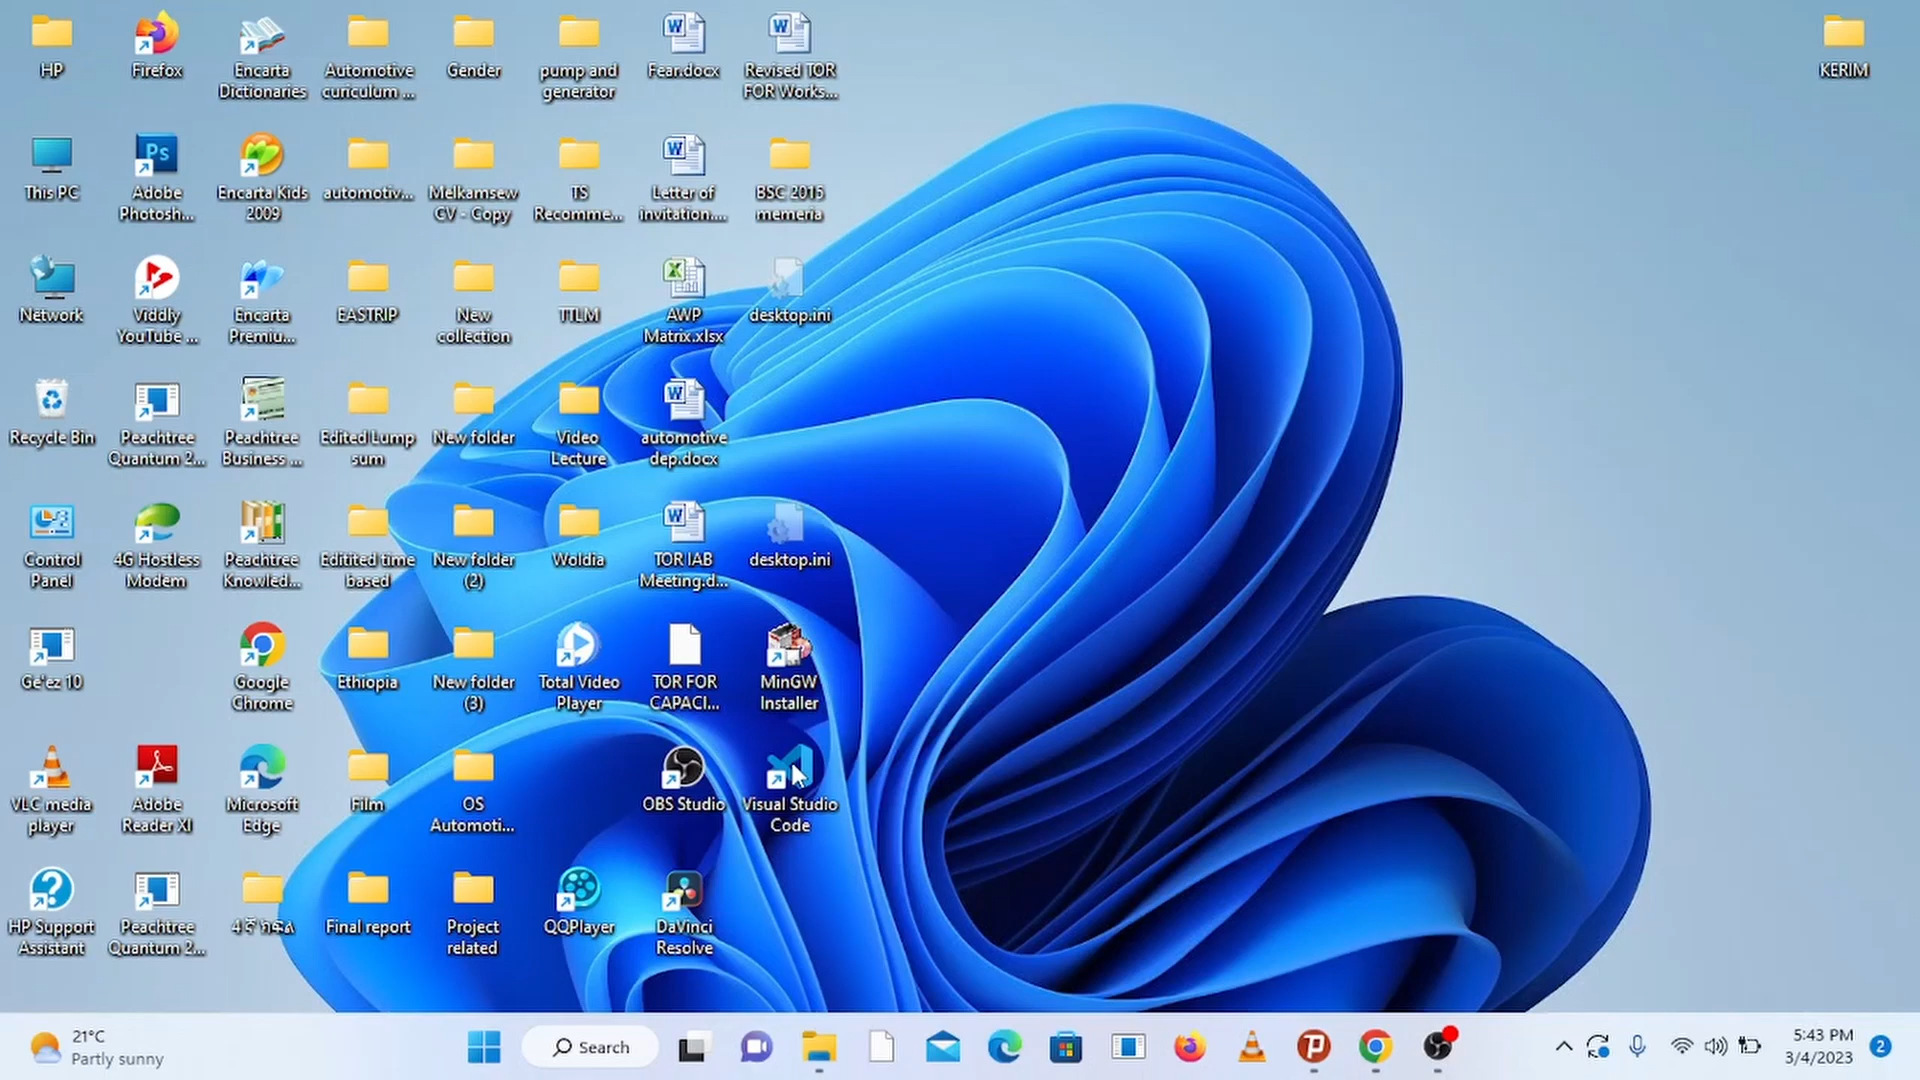 HP
Firefox
Encarta
Dictionaries
Automotive
curiculum ...
Gender
pump and
generator
Fear.docx
Revised TOR
FOR Works...
KERIM
This PC
Ps
Adobe
Photosh...
Encarta Kids
2009
automotiv...
Melkamsew
CV - Copy
TS
Recomme...
Letter of
invitation....
BSC 2015
memeria
Network
Viddly
YouTube ...
Encarta
Premiu...
EASTRIP
New
collection
TTLM
AWP
Matrix.xlsx
desktop.ini
Recycle Bin
Peachtree
Quantum 2...
Peachtree
Business ...
Edited Lump
sum
New folder
Video
Lecture
automotive
dep.docx
Control
Panel
4G Hostless
Modem
Peachtree
Knowled...
Editited time
based
New folder
(2)
Woldia
TOR IAB
Meeting.d...
desktop.ini
Ge'ez 10
Google
Chrome
Ethiopia
New folder
(3)
Total Video
Player
TOR FOR
CAPACI...
MinGW
Installer
VLC media
player
Adobe
Reader XI
Microsoft
Edge
Film
OS
Automoti...
OBS Studio
Visual Studio
Code
HP Support
Assistant
Peachtree
Quantum 2...
Final report
Project
related
QQPlayer
DaVinci
Resolve
21°C
Partly sunny
Search
5:43 PM
3/4/2023
2